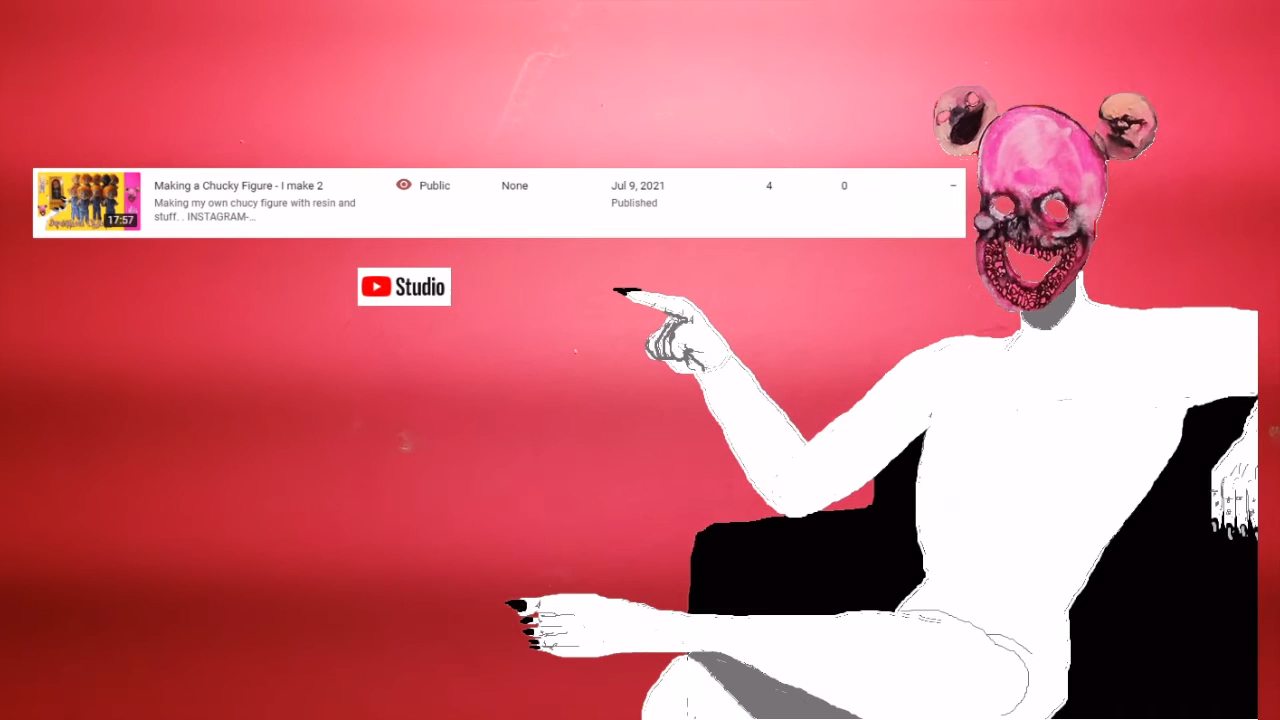 Making a Chucky Figure - I make 2
Public
None
Jul 9, 2021
4
0
–
Making my own chucy figure with resin and
Published
stuff. . INSTAGRAM-...
17:57
Studio